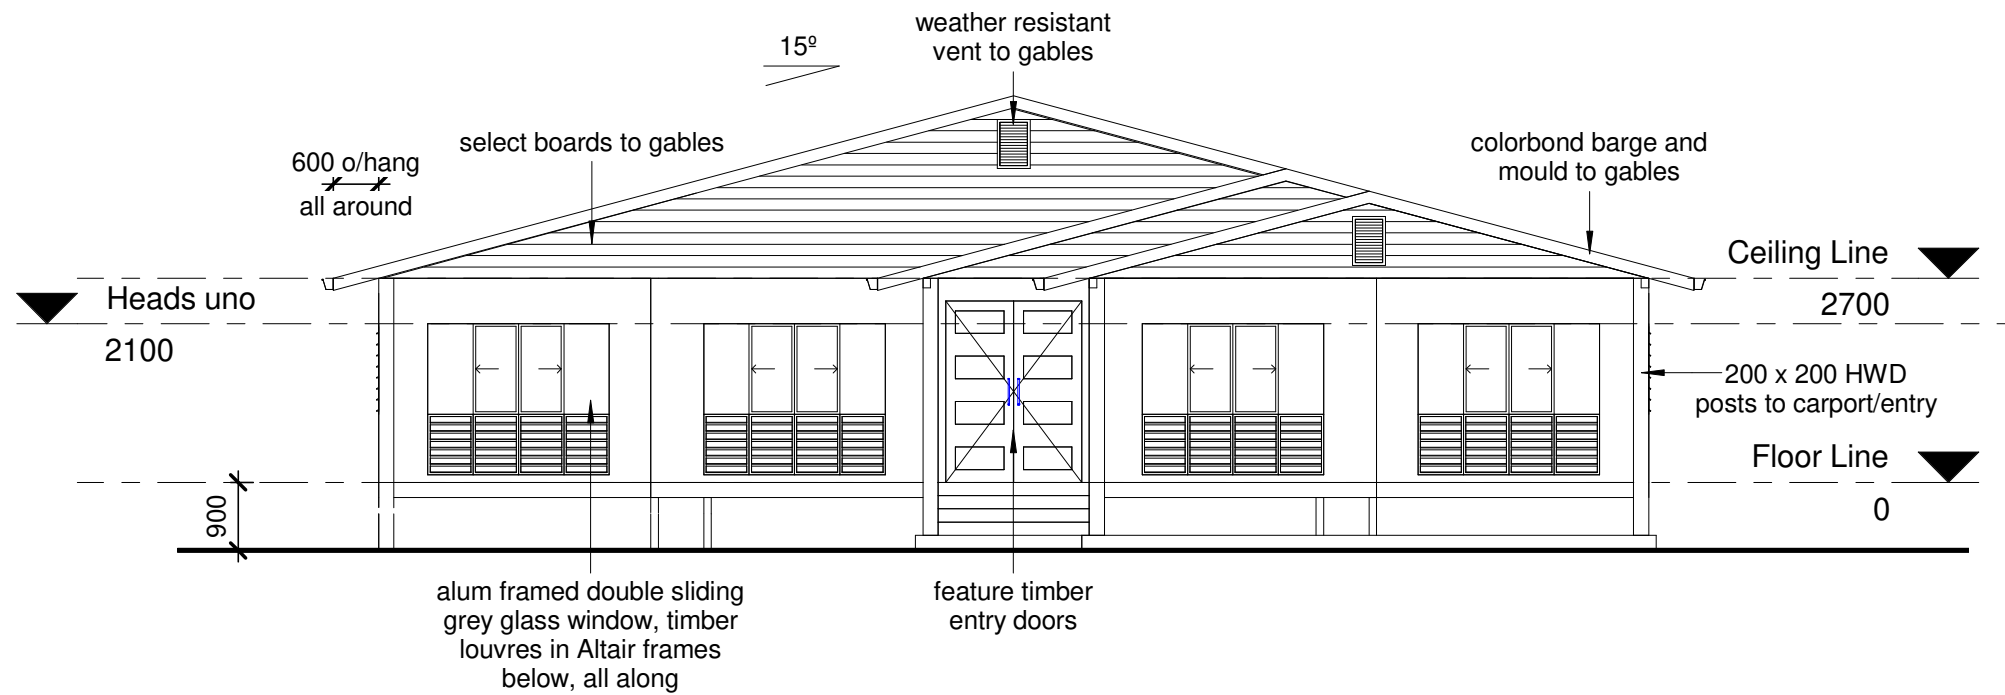 weather resistant
vent to gables
15º
select boards to gables
600 o/hang
all around
colorbond barge and
mould to gables
Ceiling Line
2700
Heads uno
2100
200 x 200 HWD
posts to carport/entry
Floor Line
0
900
alum framed double sliding
grey glass window, timber
louvres in Altair frames
below, all along
feature timber
entry doors